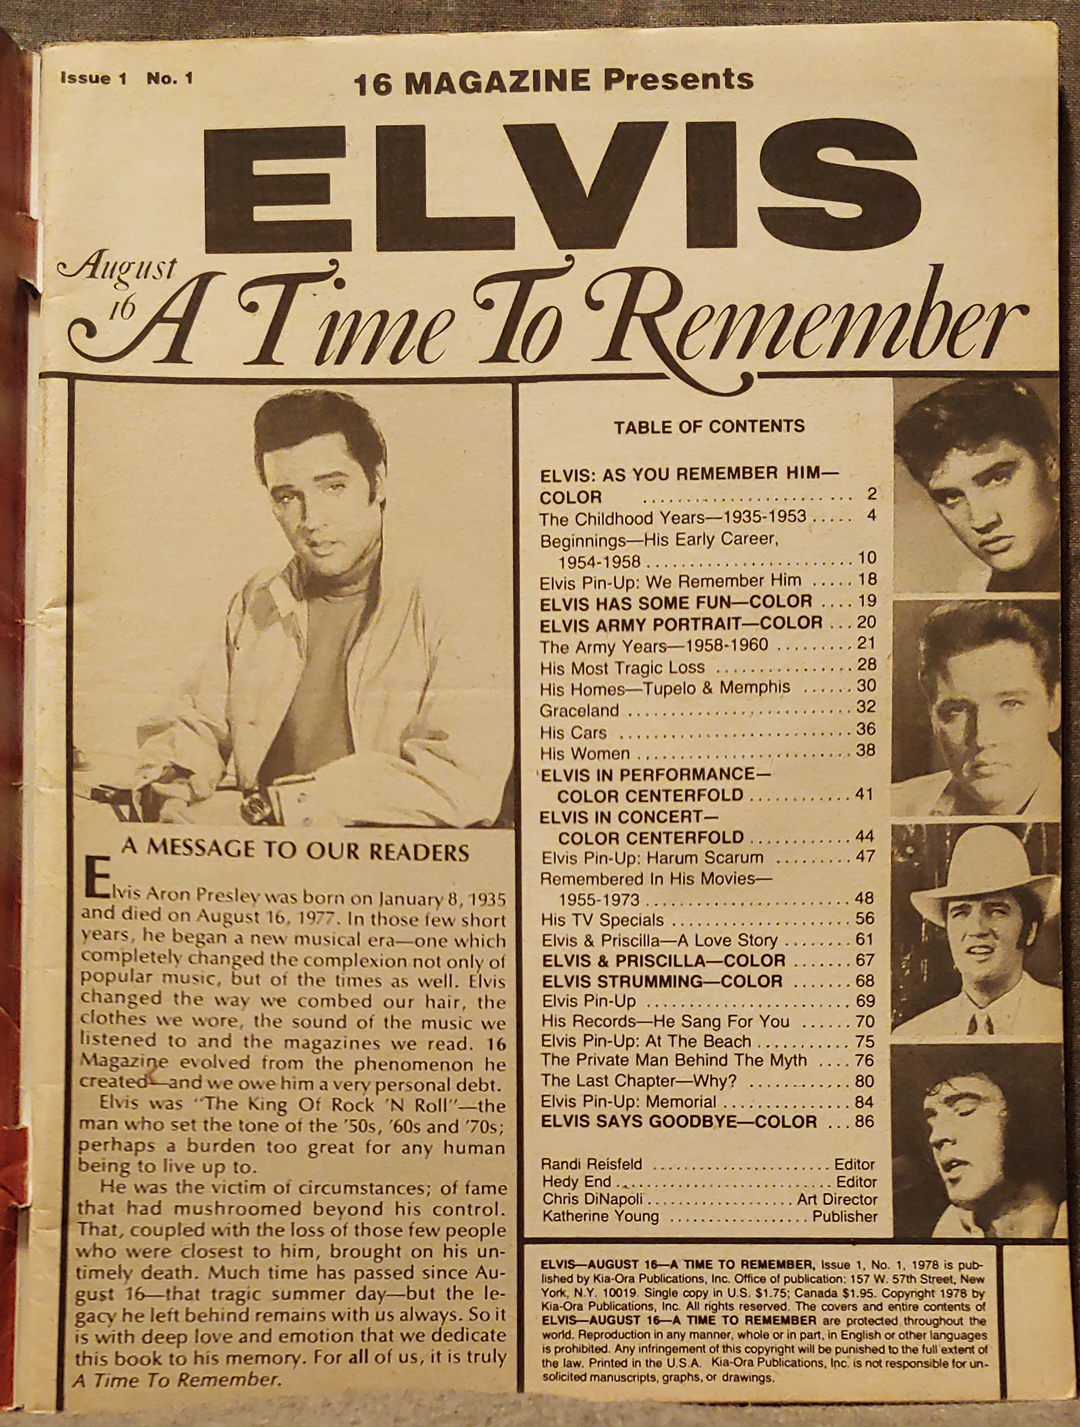 Issue 1 No. 1
16 MAGAZINE Presents
ELVIS
August
16
A Time To Remember
A MESSAGE TO OUR READERS
Elvis Aron Presley was born on January 8, 1935
and died on August 16, 1977. In those few short
years, he began a new musical era—one which
completely changed the complexion not only of
popular music, but of the times as well. Elvis
changed the way we combed our hair, the
clothes we wore, the sound of the music we
listened to and the magazines we read. 16
Magazine evolved from the phenomenon he
created—and we owe him a very personal debt.
Elvis was "The King Of Rock 'N Roll"—the
man who set the tone of the '50s, '60s and '70s;
perhaps a burden too great for any human
being to live up to.
He was the victim of circumstances; of fame
that had mushroomed beyond his control.
That, coupled with the loss of those few people
who were closest to him, brought on his un-
timely death. Much time has passed since Au-
gust 16—that tragic summer day—but the le-
gacy he left behind remains with us always. So it
is with deep love and emotion that we dedicate
this book to his memory. For all of us, it is truly
A Time To Remember.
TABLE OF CONTENTS
ELVIS: AS YOU REMEMBER HIM—
COLOR ........................ 2
The Childhood Years—1935-1953 ..... 4
Beginnings—His Early Career,
1954-1958 ........................ 10
Elvis Pin-Up: We Remember Him ..... 18
ELVIS HAS SOME FUN—COLOR .... 19
ELVIS ARMY PORTRAIT—COLOR ... 20
The Army Years—1958-1960 ......... 21
His Most Tragic Loss ................ 28
His Homes—Tupelo & Memphis ...... 30
Graceland .......................... 32
His Cars ........................... 36
His Women ......................... 38
ELVIS IN PERFORMANCE—
COLOR CENTERFOLD ............ 41
ELVIS IN CONCERT—
COLOR CENTERFOLD ............ 44
Elvis Pin-Up: Harum Scarum ......... 47
Remembered In His Movies—
1955-1973 ........................ 48
His TV Specials ..................... 56
Elvis & Priscilla—A Love Story ........ 61
ELVIS & PRISCILLA—COLOR ....... 67
ELVIS STRUMMING—COLOR ....... 68
Elvis Pin-Up ........................ 69
His Records—He Sang For You ...... 70
Elvis Pin-Up: At The Beach ........... 75
The Private Man Behind The Myth .... 76
The Last Chapter—Why? ............ 80
Elvis Pin-Up: Memorial ............... 84
ELVIS SAYS GOODBYE—COLOR ... 86
Randi Reisfeld ..................... Editor
Hedy End .......................... Editor
Chris DiNapoli ................ Art Director
Katherine Young ................ Publisher
ELVIS—AUGUST 16—A TIME TO REMEMBER, Issue 1, No. 1, 1978 is pub-
lished by Kia-Ora Publications, Inc. Office of publication: 157 W. 57th Street, New
York, N.Y. 10019. Single copy in U.S. $1.75; Canada $1.95. Copyright 1978 by
Kia-Ora Publications, Inc. All rights reserved. The covers and entire contents of
ELVIS—AUGUST 16—A TIME TO REMEMBER are protected throughout the
world. Reproduction in any manner, whole or in part, in English or other languages
is prohibited. Any infringement of this copyright will be punished to the full extent of
the law. Printed in the U.S.A. Kia-Ora Publications, Inc. is not responsible for un-
solicited manuscripts, graphs, or drawings.